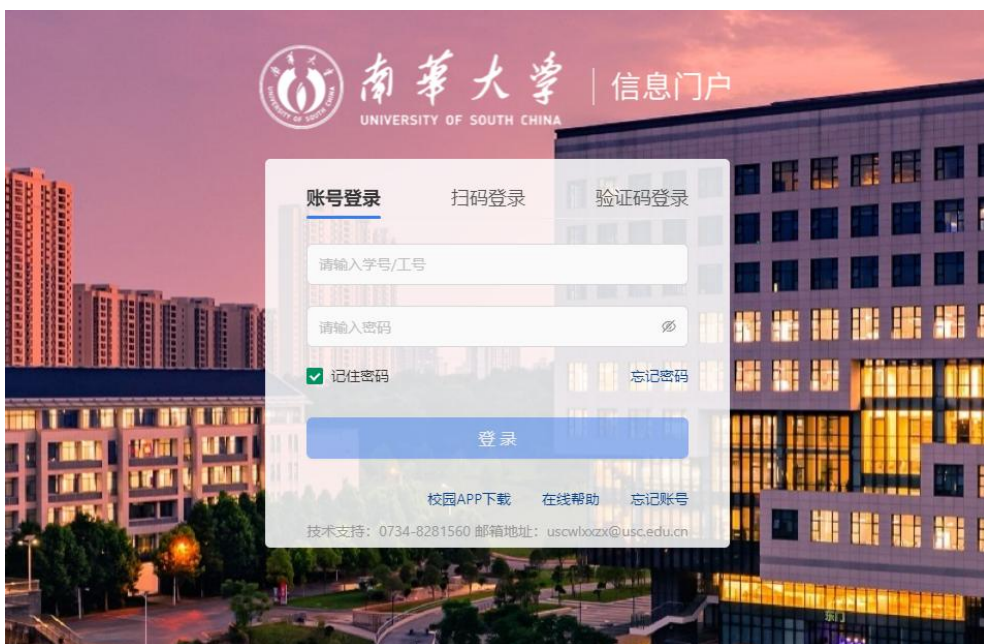 南華大学 信息门户
UNIVERSITY OF SOUTH CHINA
账号登录 扫码登录 验证码登录
请输入学号/工号
请输入密码
记住密码 忘记密码
登录
校园APP下载 在线帮助 忘记账号
技术支持：0734-8281560 邮箱地址：uscwlxxzx@usc.edu.cn
东门